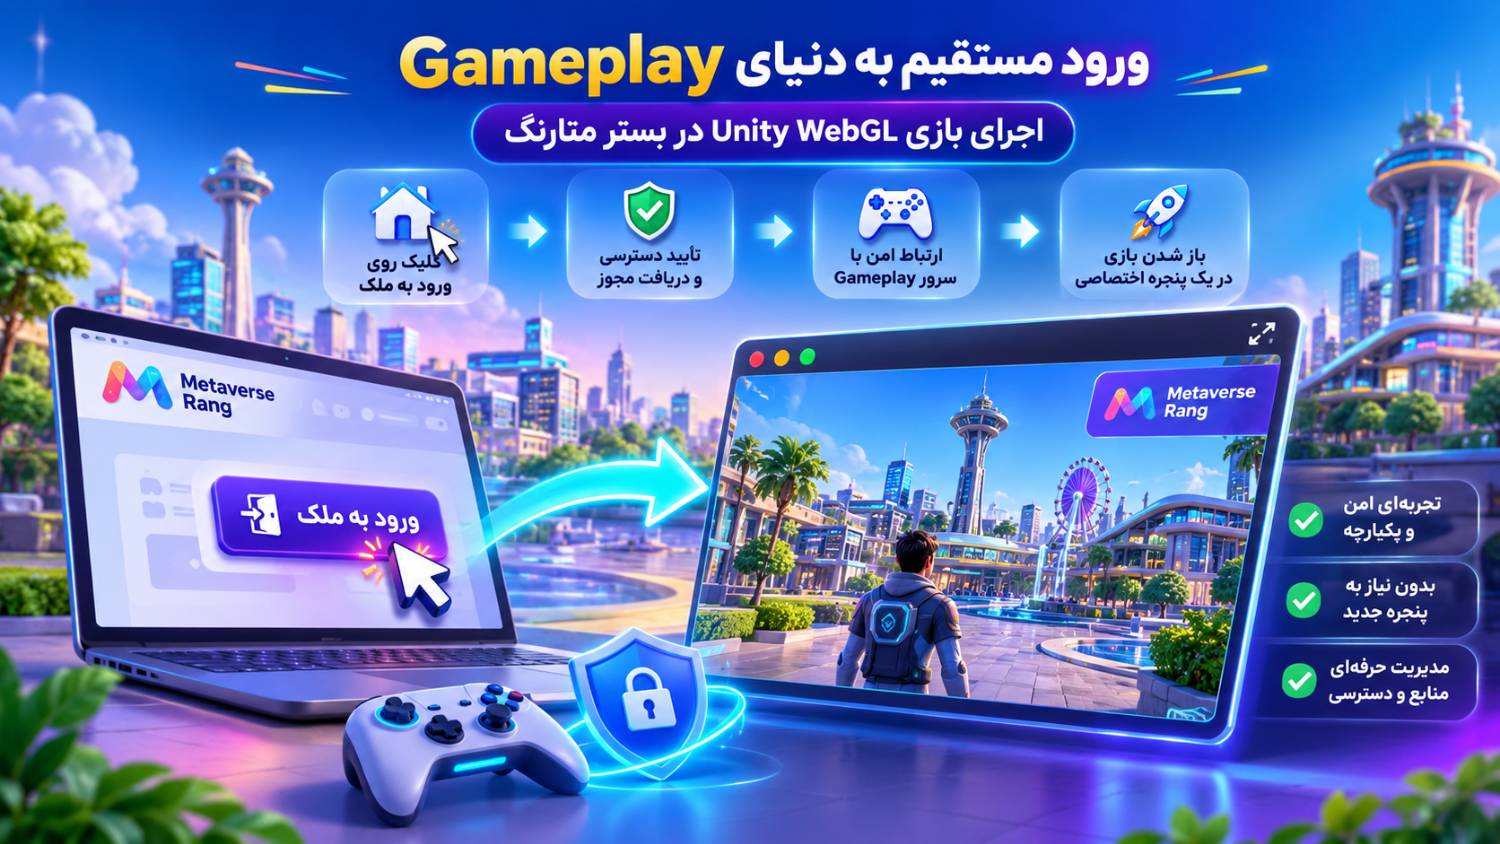 ورود مستقیم به دنیای Gameplay
اجرای بازی Unity WebGL در بستر متارنگ
کلیک روی
ورود به ملک
تأیید دسترسی
و دریافت مجوز
ارتباط امن با
سرور Gameplay
باز شدن بازی
در یک پنجره اختصاصی
Metaverse
Rang
ورود به ملک
Metaverse
Rang
تجربه‌ای امن
و یکپارچه
بدون نیاز به
پنجره جدید
مدیریت حرفه‌ای
منابع و دسترسی